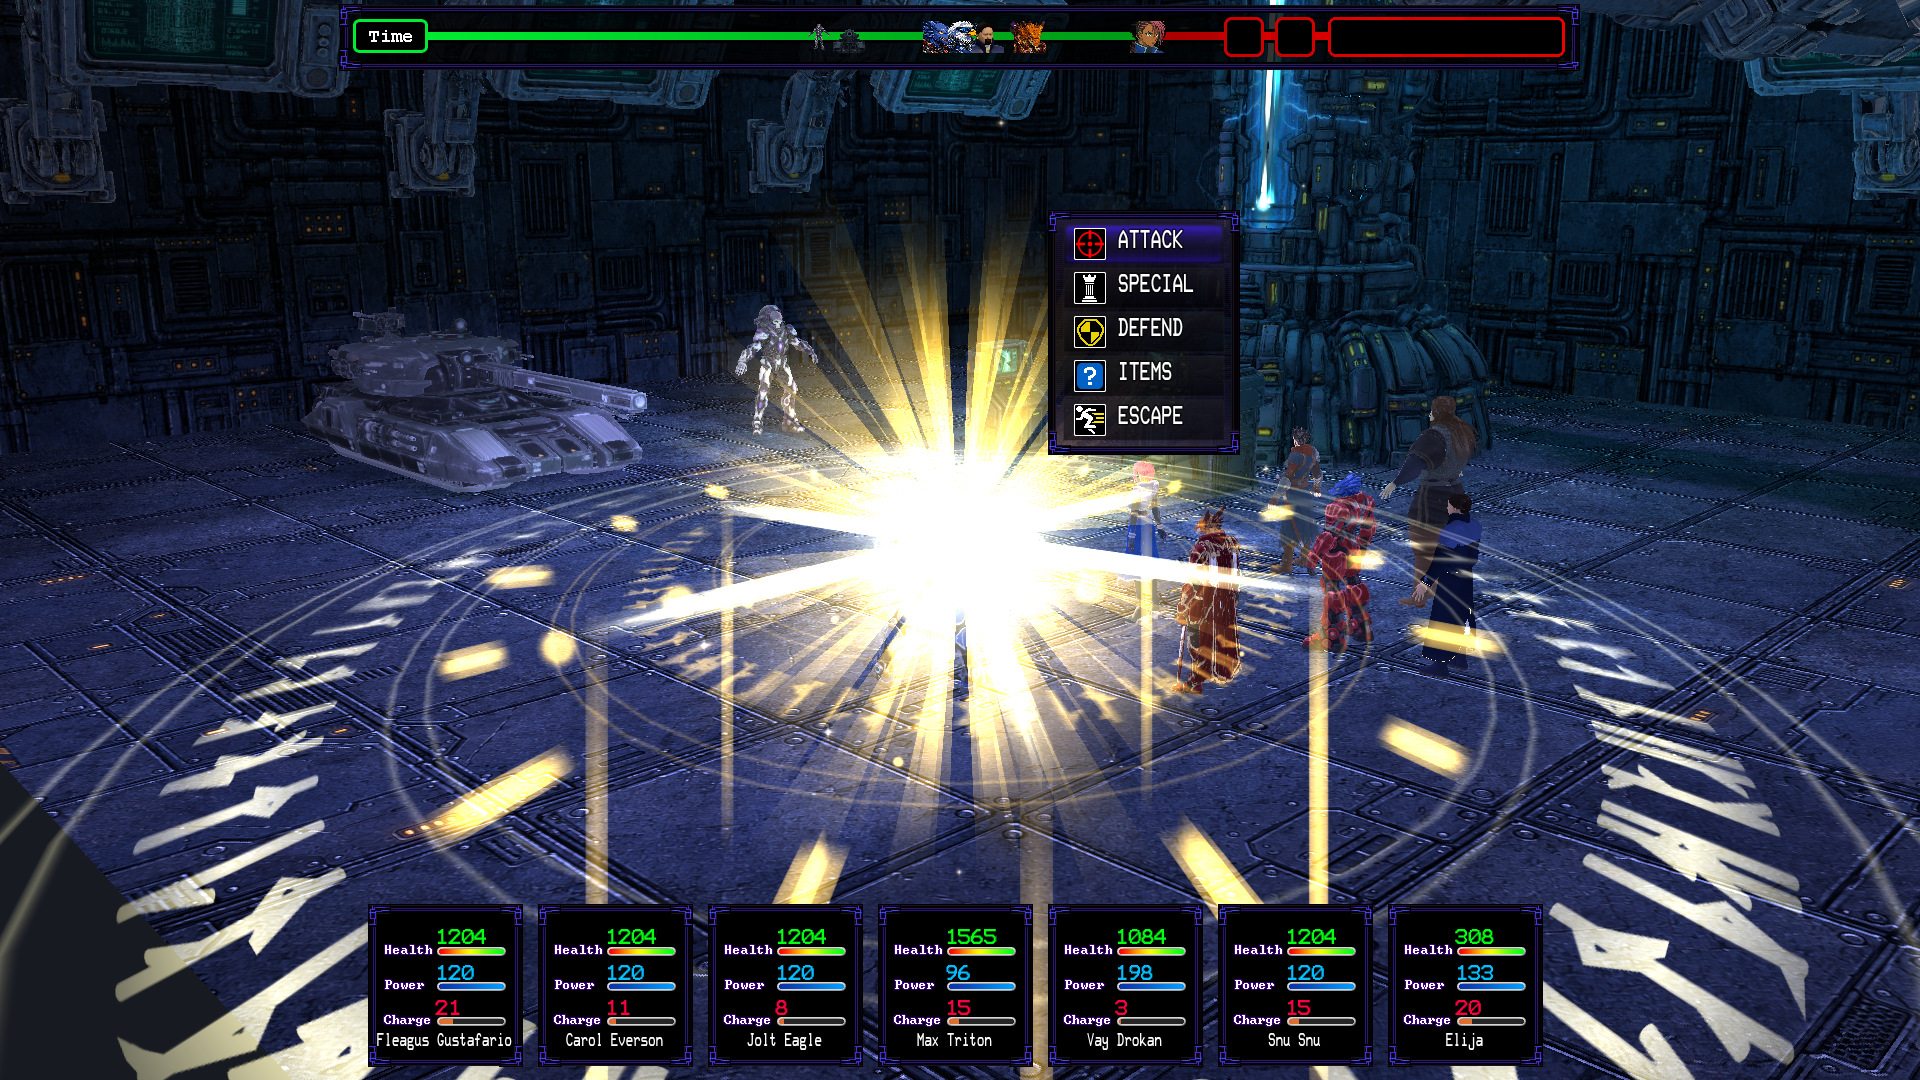 Time
ATTACK
SPECIAL
DEFEND
? ITEMS
ESCAPE
Health 1204
Power 120
Charge 21
Fleagus Gustafario
Health 1204
Power 120
Charge 11
Carol Everson
Health 1204
Power 120
Charge 8
Jolt Eagle
Health 1565
Power 96
Charge 15
Max Triton
Health 1084
Power 198
Charge 3
Vay Drokan
Health 1204
Power 120
Charge 15
Snu Snu
Health 308
Power 133
Charge 20
Elija